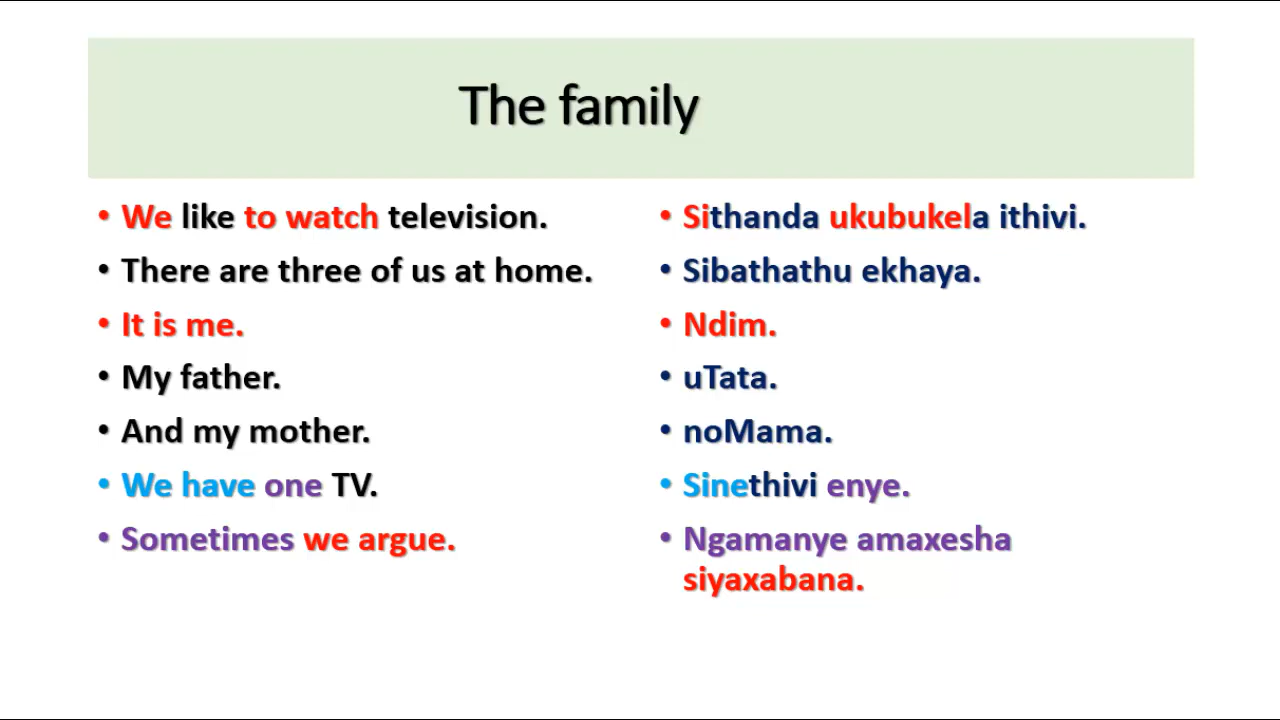 The family
We like to watch television.
There are three of us at home.
It is me.
My father.
And my mother.
We have one TV.
Sometimes we argue.
Sithanda ukubukela ithivi.
Sibathathu ekhaya.
Ndim.
uTata.
noMama.
Sinethivi enye.
Ngamanye amaxesha
siyaxabana.